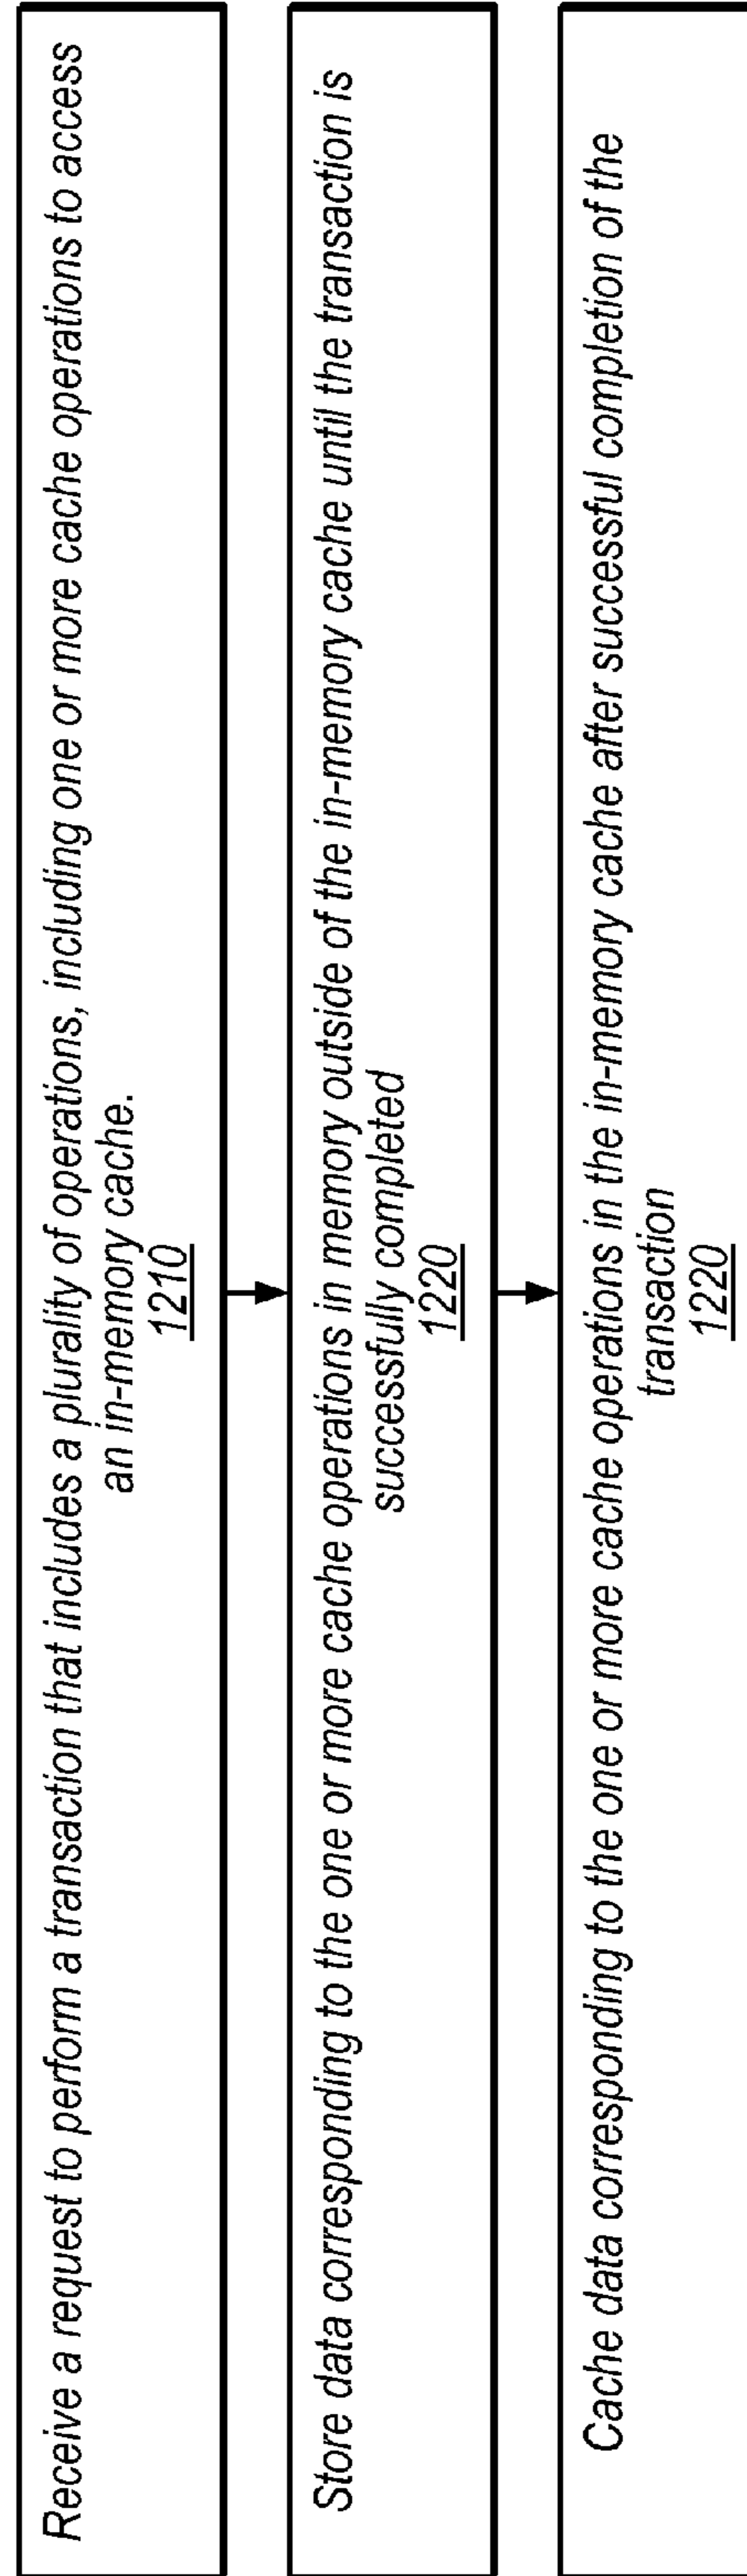 Receive a request to perform a transaction that includes a plurality of operations, including one or more cache operations to access
an in-memory cache.
1210
Store data corresponding to the one or more cache operations in memory outside of the in-memory cache until the transaction is
successfully completed
1220
Cache data corresponding to the one or more cache operations in the in-memory cache after successful completion of the
transaction
1220